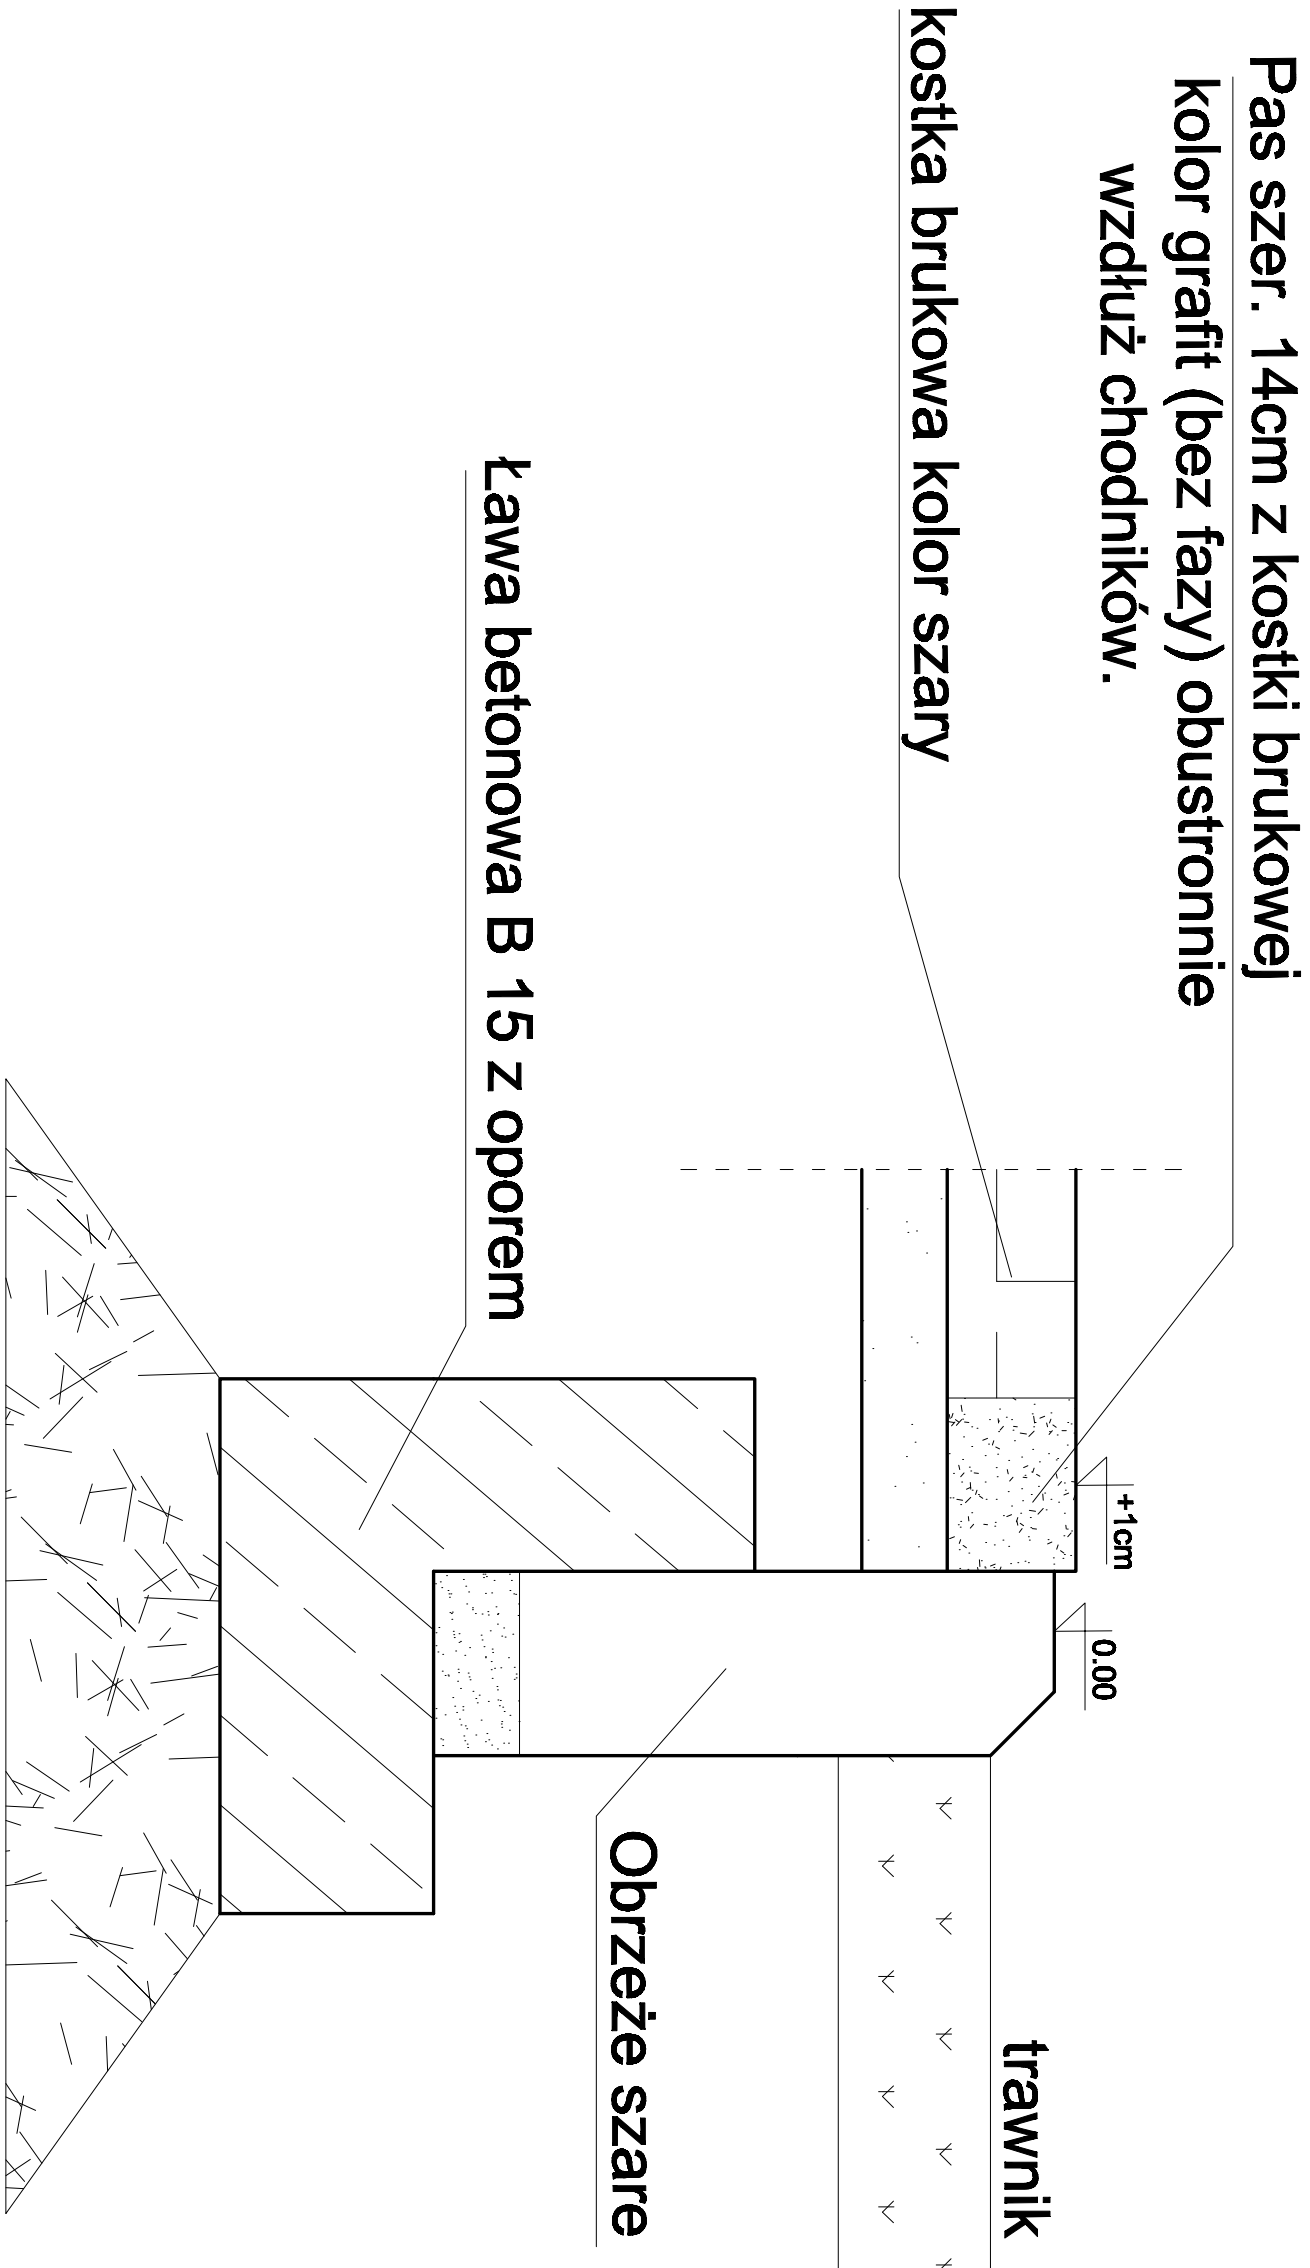 Pas szer. 14cm z kostki brukowej
kolor grafit (bez fazy) obustronnie
wzdłuż chodników.
+1cm
0.00
trawnik
kostka brukowa kolor szary
Obrzeże szare
Ława betonowa B 15 z oporem